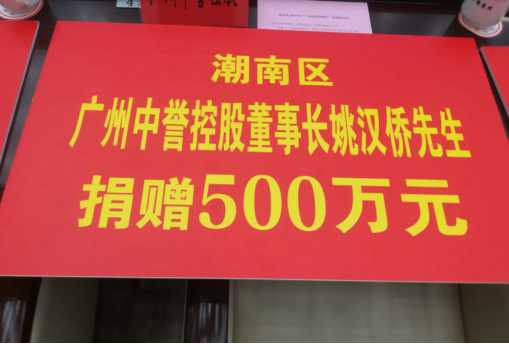 潮南区
广州中誉控股董事长姚汉侨先生
捐赠500万元